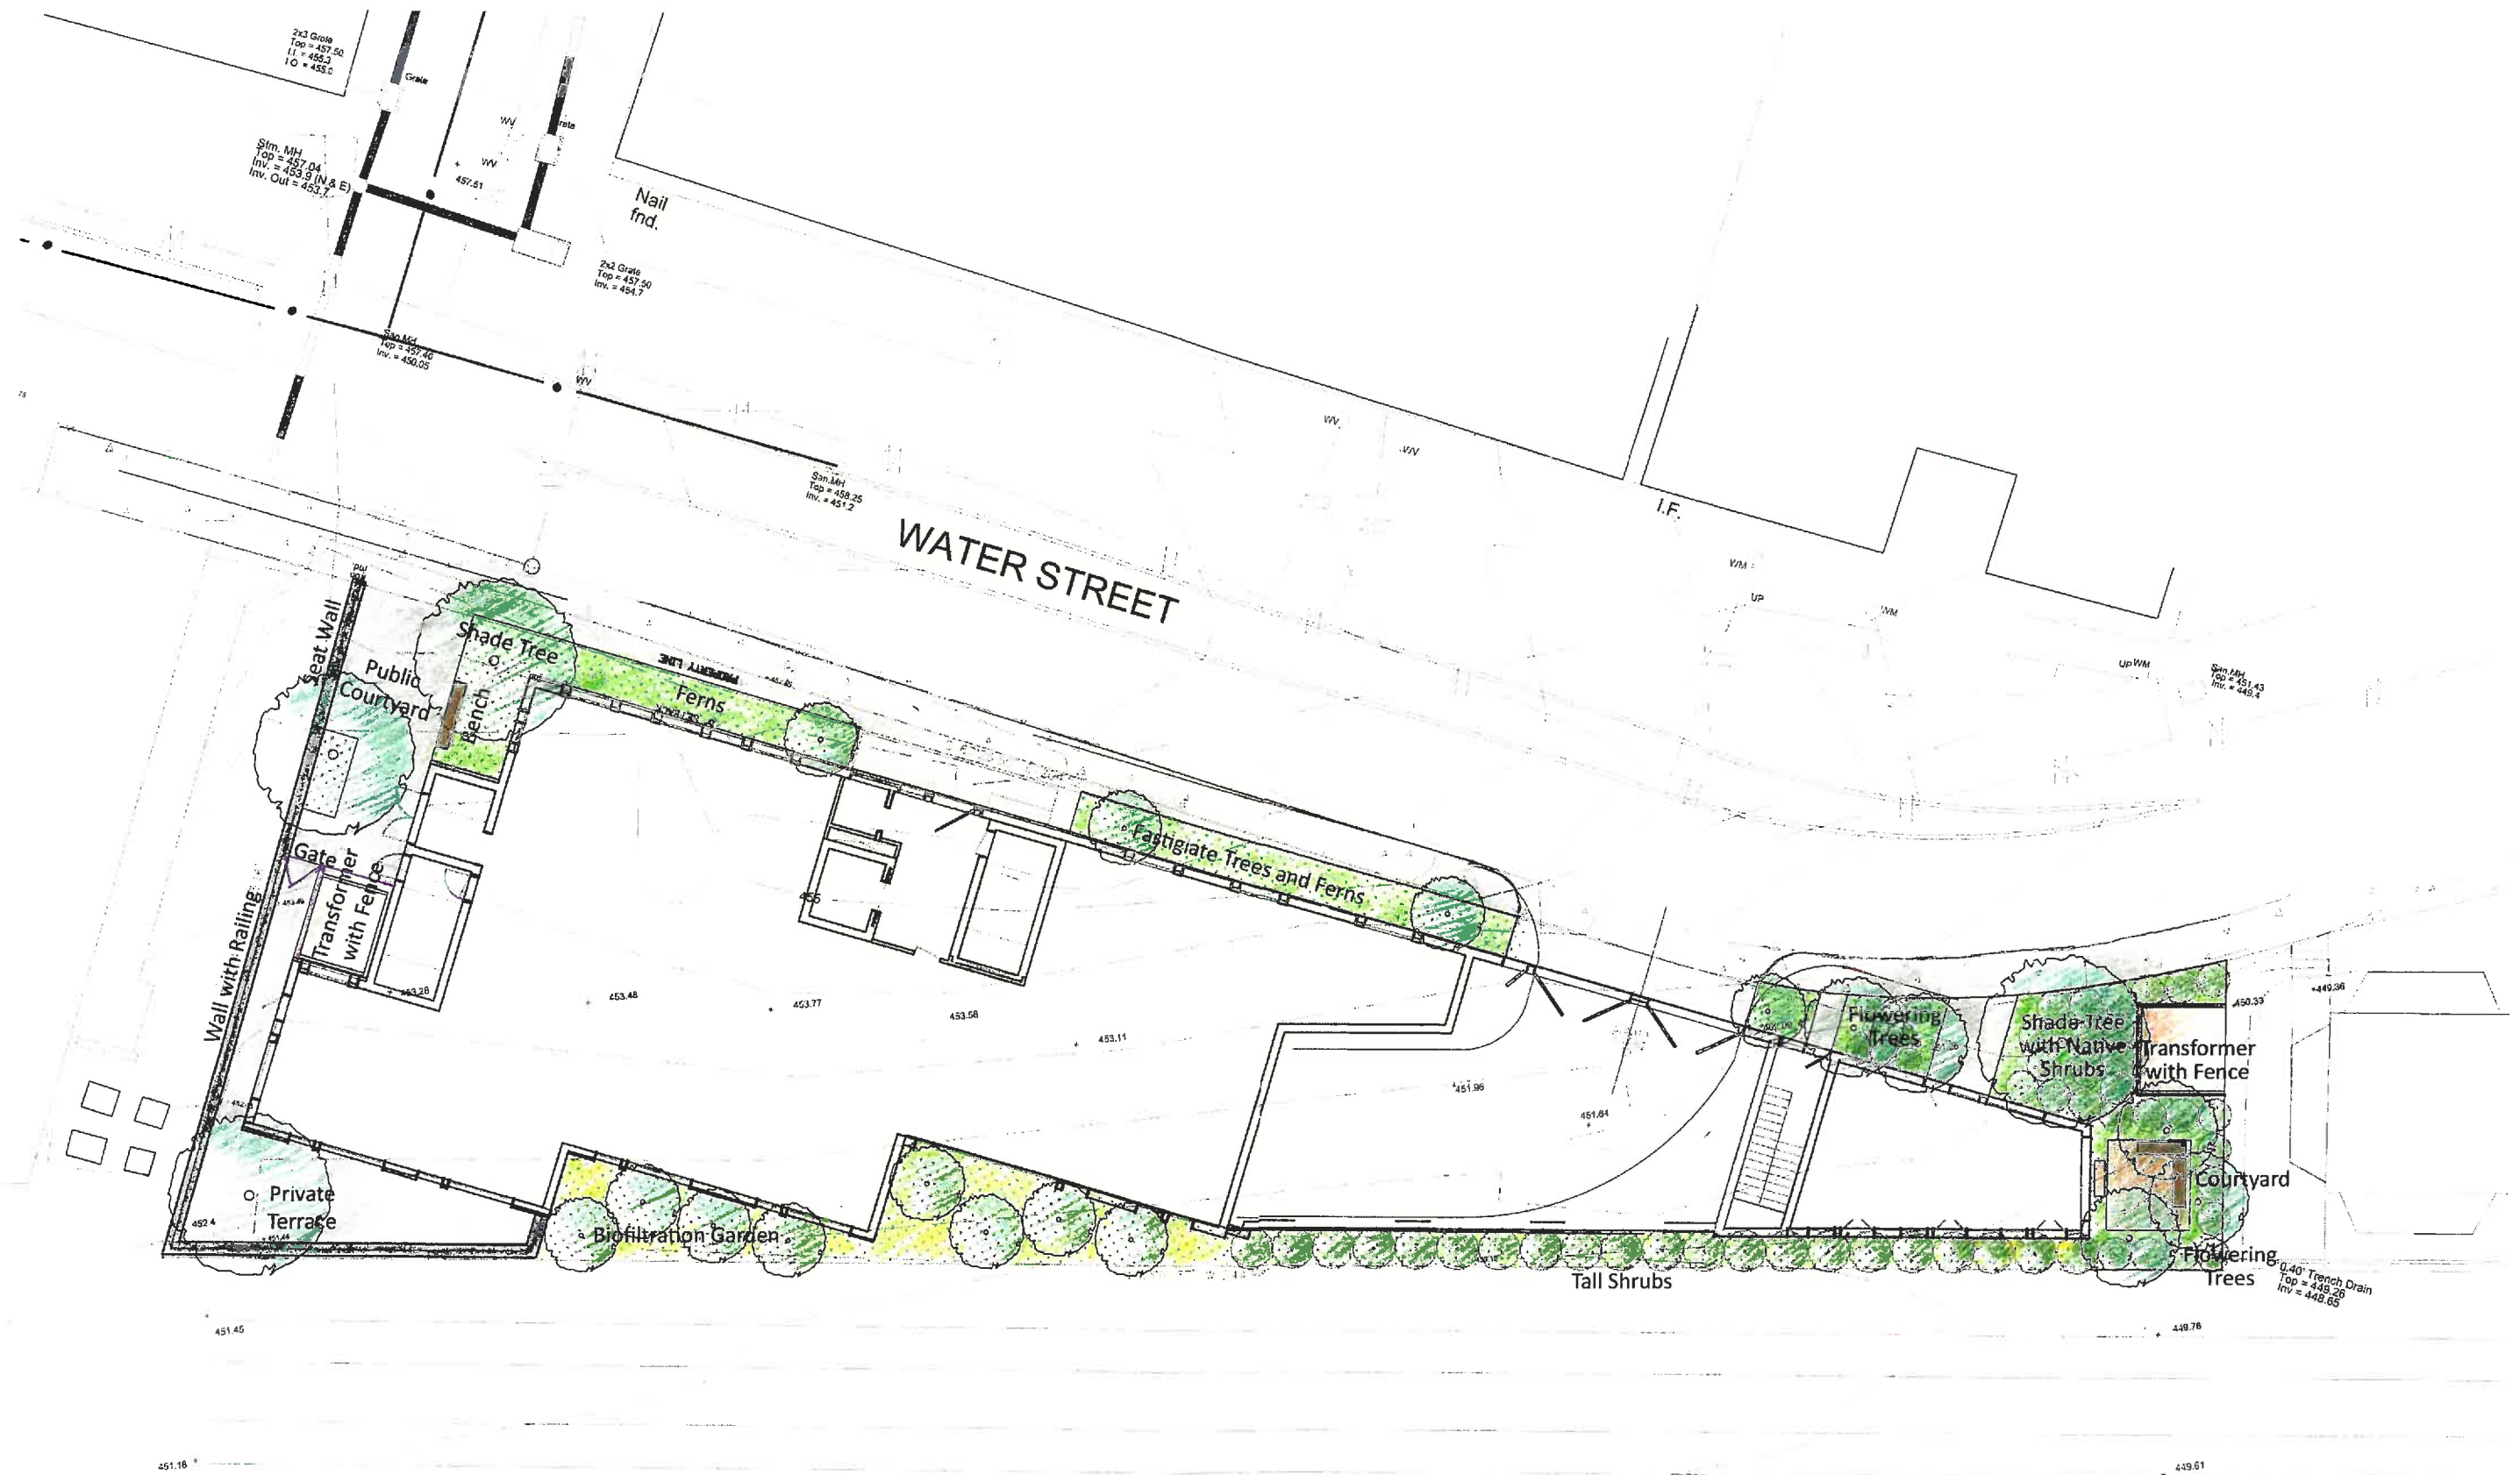 2x3 Grate
Top = 457.50
I.I. = 455.3
I O = 455.0
Grate
Stm. MH
Top = 457.04
Inv. = 453.9 (N & E)
Inv. Out = 453.7
WV
WV
457.51
Nail
fnd.
2x2 Grate
Top = 457.50
Inv. = 454.7
San.MH
Top = 457.40
Inv. = 450.05
WV
San.MH
Top = 458.25
Inv. = 451.2
WV
WV
WATER STREET
I.F.
WM
UP
WM
UP WM
San.MH
Top = 451.43
Inv. = 449.4
Seat Wall
Shade Tree
Public
Courtyard
Bench
PROPERTY LINE
Ferns
Gate
Transformer
with Fence
Wall with Railing
Fastigiate Trees and Ferns
455
453.28
453.48
453.77
453.58
453.11
451.96
451.64
Flowering
Trees
Shade Tree
with Native
Shrubs
Transformer
with Fence
450.33
449.36
Courtyard
Flowering
Trees
0.40' Trench Drain
Top = 449.26
Inv = 448.65
Private
Terrace
452.4
451.44
Biofiltration Garden
Tall Shrubs
451.45
449.76
451.16
449.61